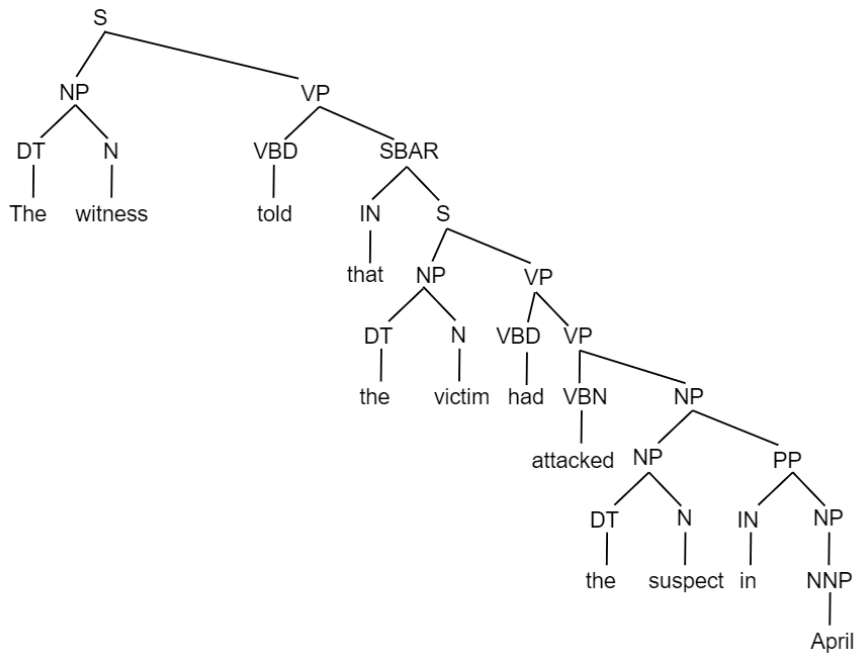 S
NP VP
DT N VBD SBAR
The witness told IN S
that NP VP
DT N VBD VP
the victim had VBN NP
attacked NP PP
DT N IN NP
the suspect in NNP
April